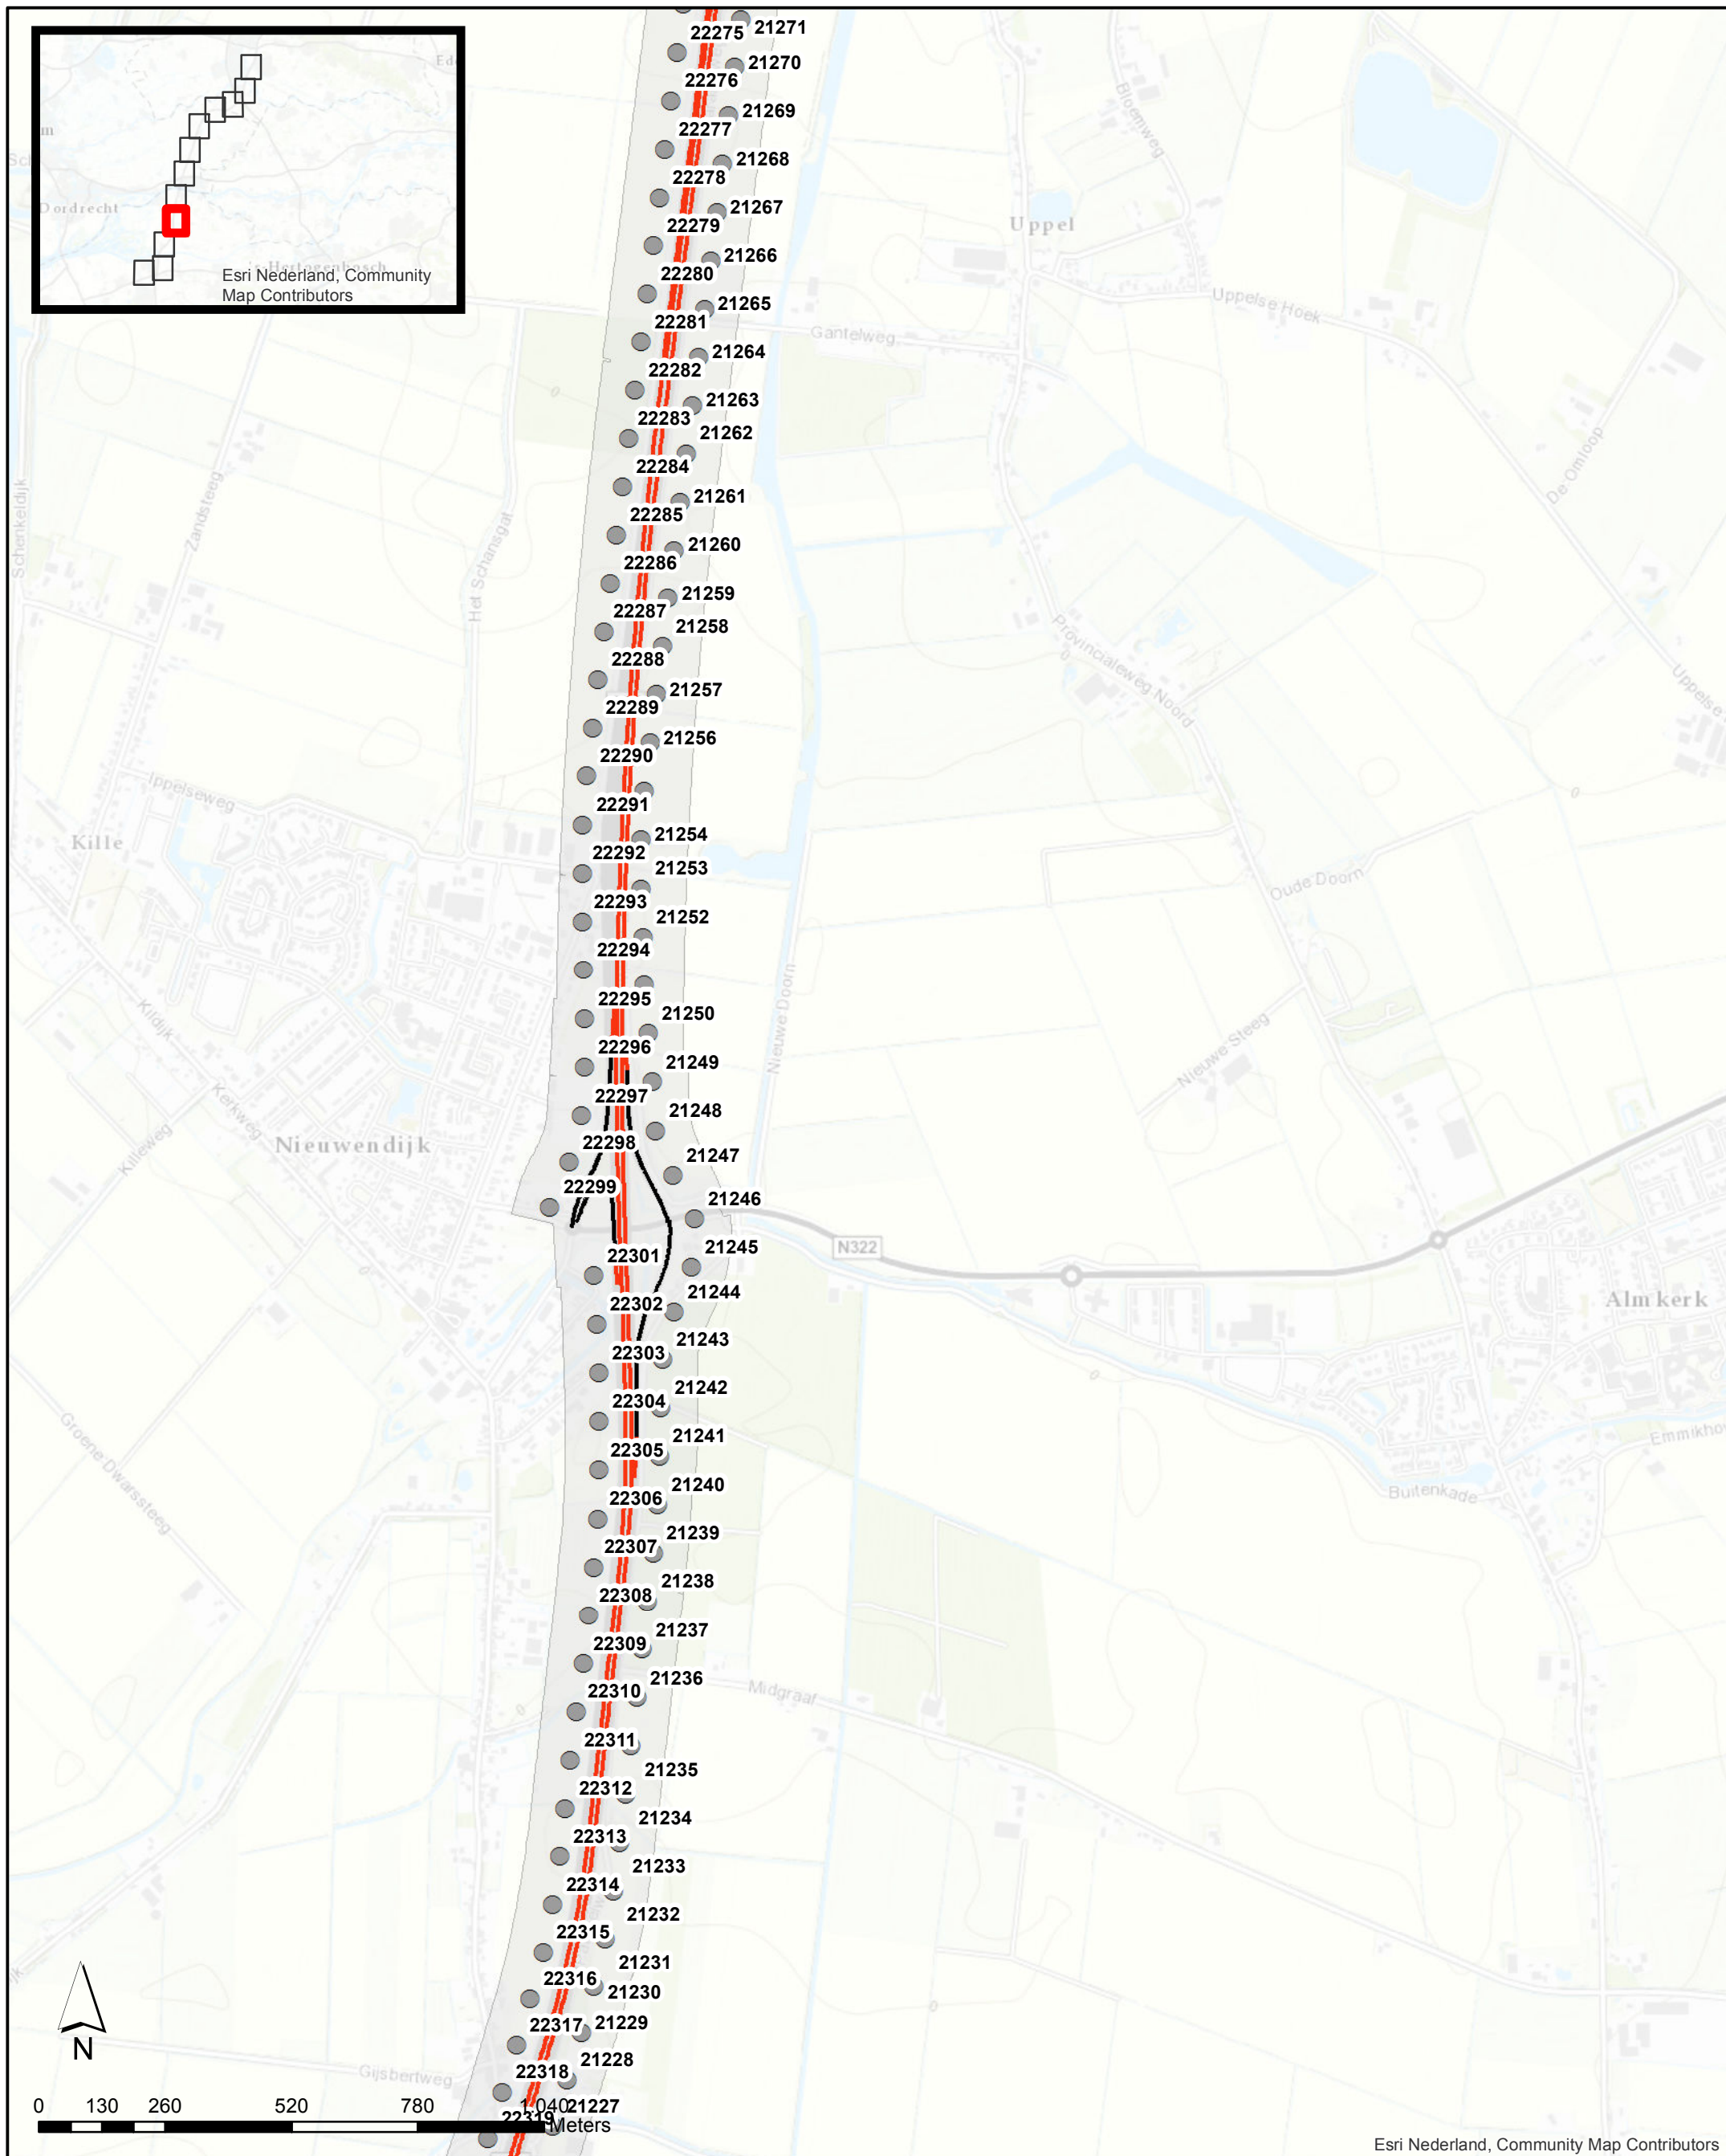 22275
21271
22276
21270
22277
21269
22278
21268
22279
21267
22280
21266
22281
21265
22282
21264
22283
21263
22284
21262
22285
21261
22286
21260
22287
21259
22288
21258
22289
21257
22290
21256
22291
22292
21254
22293
21253
22294
21252
22295
22296
21250
22297
21249
22298
21248
22299
21247
21246
22301
21245
22302
21244
22303
21243
22304
21242
22305
21241
22306
21240
22307
21239
22308
21238
22309
21237
22310
21236
22311
21235
22312
21234
22313
21233
22314
21232
22315
21231
22316
21230
22317
21229
22318
21228
22319
21227
Dordrecht
's-Hertogenbosch
Esri Nederland, Community
Map Contributors
Bloemweg
Uppel
Uppelse Hoek
Gantelweg
De Omloop
Schenkeldijk
Zandsteeg
Het Schansgat
Provincialeweg Noord
Uppelse
Ippelseweg
Kille
Oude Doorn
Nieuwe Doorn
Nieuwe Steeg
Kildijk
Kerkweg
Killeweg
Nieuwendijk
N322
Almkerk
Groene Dwarssteeg
Buitenkade
Emmikho
Midgraaf
Gijsbertweg
N
0 130 260 520 780 1.040
Meters
Esri Nederland, Community Map Contributors